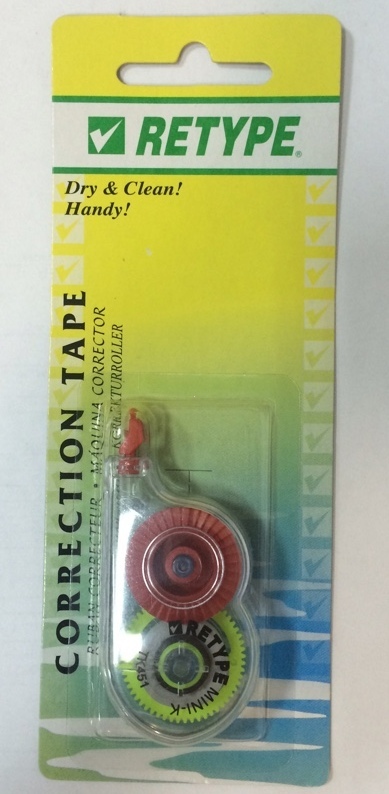 RETYPE®
Dry & Clean!
Handy!
CORRECTION TAPE
RUBAN CORRECTEUR • MAQUINA CORRECTOR
KORREKTURROLLER
RETYPE MINI-K